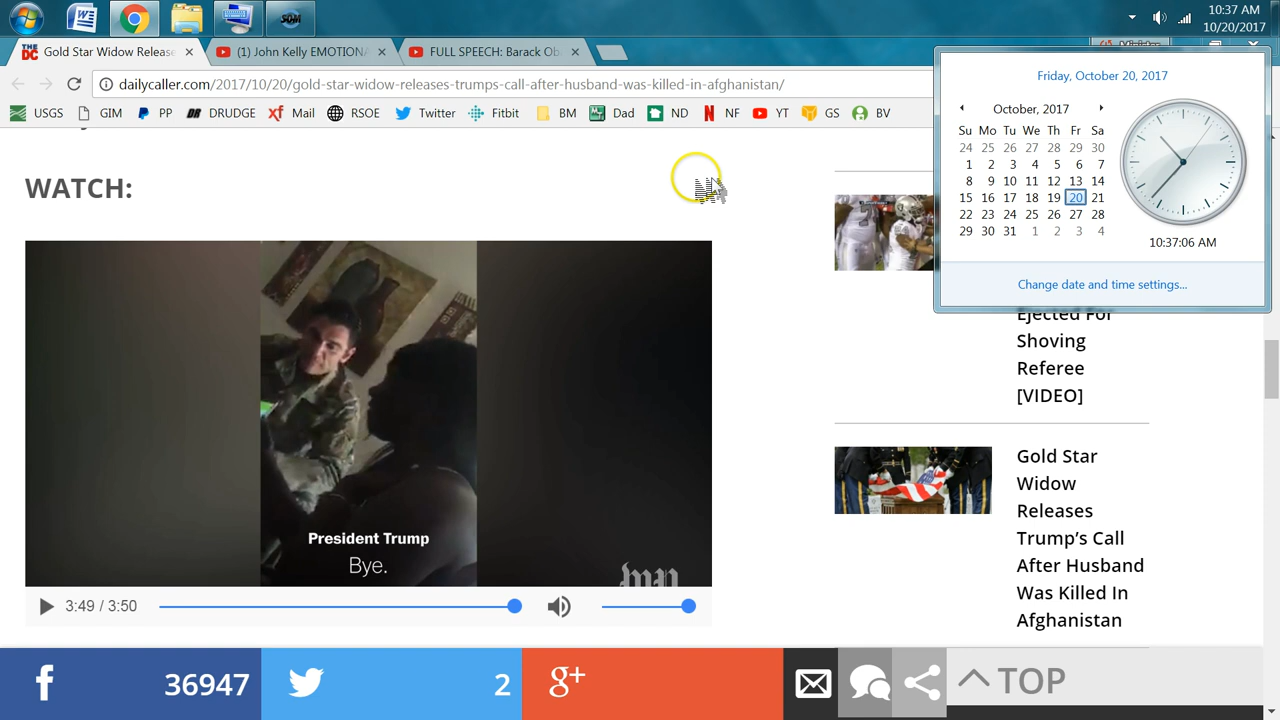 10:37 AM
10/20/2017
THE
DC
Gold Star Widow Release
(1) John Kelly EMOTIONA
FULL SPEECH: Barack O
dailycaller.com/2017/10/20/gold-star-widow-releases-trumps-call-after-husband-was-killed-in-afghanistan/
USGS GIM PP DRUDGE Mail RSOE Twitter Fitbit BM Dad ND NF YT GS BV
Friday, October 20, 2017
October, 2017
Su Mo Tu We Th Fr Sa
24 25 26 27 28 29 30
1 2 3 4 5 6 7
8 9 10 11 12 13 14
15 16 17 18 19 20 21
22 23 24 25 26 27 28
29 30 31 1 2 3 4
10:37:06 AM
Change date and time settings...
WATCH:
President Trump
Bye.
wp
3:49 / 3:50
Ejected For
Shoving
Referee
[VIDEO]
Gold Star
Widow
Releases
Trump's Call
After Husband
Was Killed In
Afghanistan
36947
2
g+
TOP